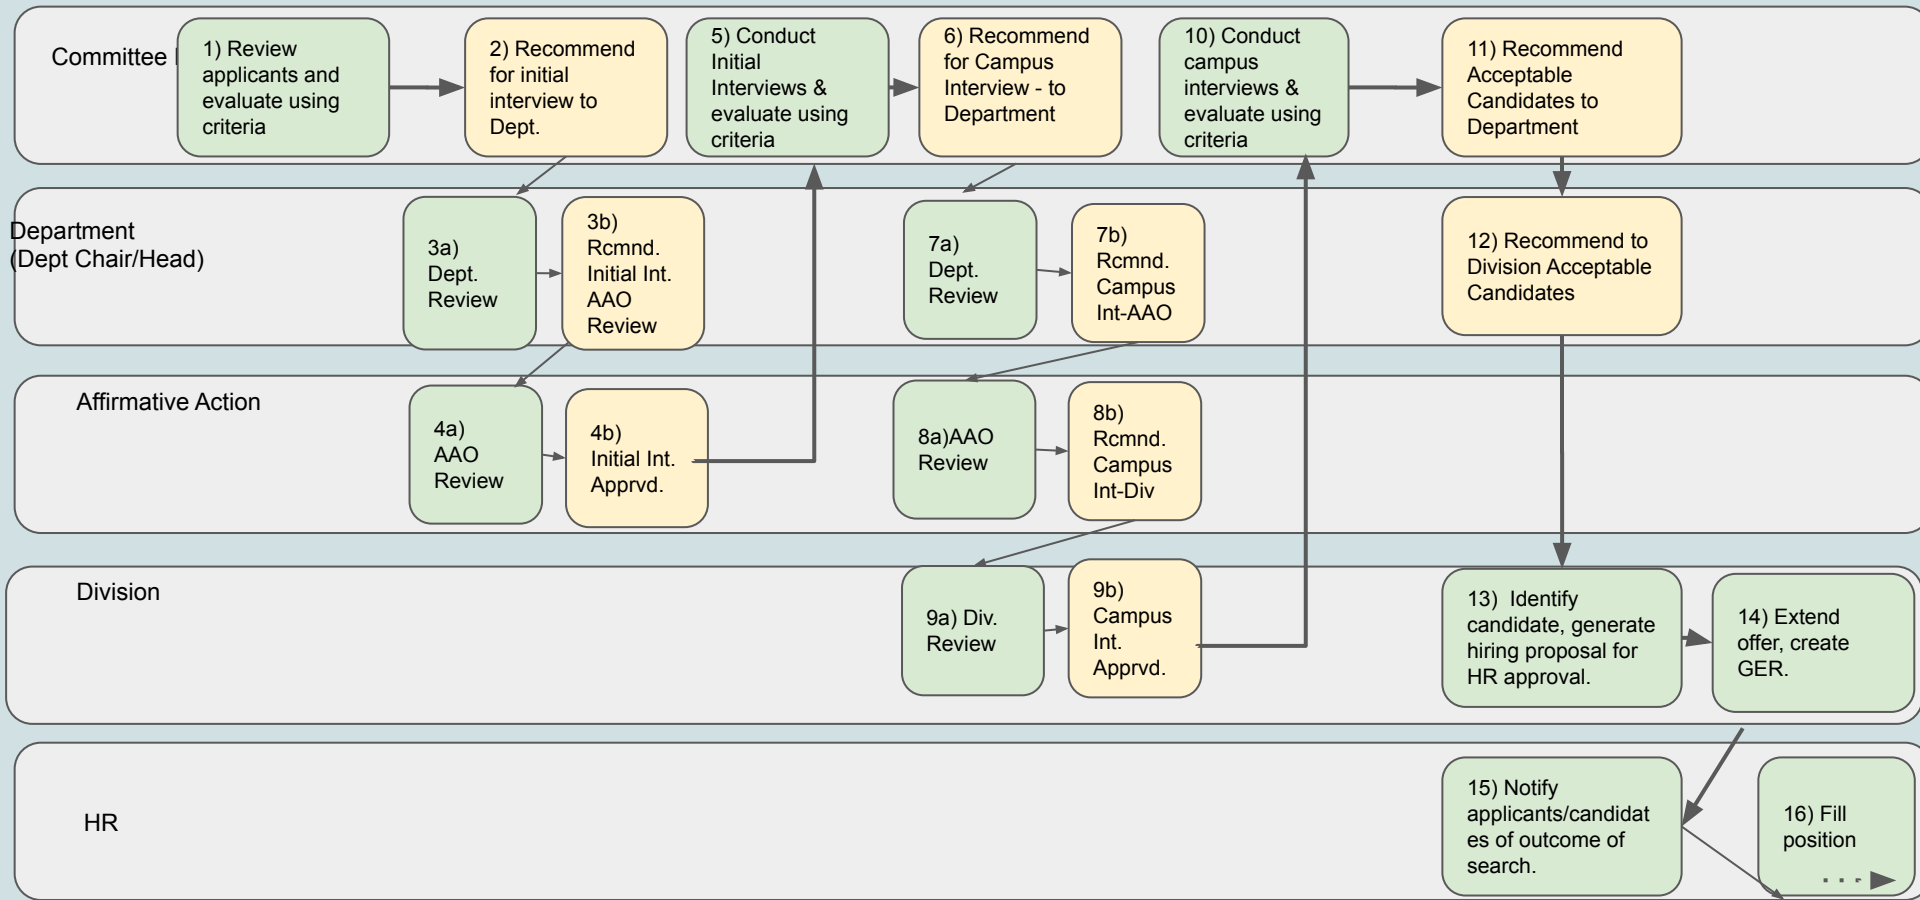 Committee
1) Review
applicants and
evaluate using
criteria
2) Recommend
for initial
interview to
Dept.
5) Conduct
Initial
Interviews &
evaluate using
criteria
6) Recommend
for Campus
Interview - to
Department
10) Conduct
campus
interviews &
evaluate using
criteria
11) Recommend
Acceptable
Candidates to
Department
Department
(Dept Chair/Head)
3a)
Dept.
Review
3b)
Rcmnd.
Initial Int.
AAO
Review
7a)
Dept.
Review
7b)
Rcmnd.
Campus
Int-AAO
12) Recommend to
Division Acceptable
Candidates
Affirmative Action
4a)
AAO
Review
4b)
Initial Int.
Apprvd.
8a)AAO
Review
8b)
Rcmnd.
Campus
Int-Div
Division
9a) Div.
Review
9b)
Campus
Int.
Apprvd.
13) Identify
candidate, generate
hiring proposal for
HR approval.
14) Extend
offer, create
GER.
HR
15) Notify
applicants/candidat
es of outcome of
search.
16) Fill
position